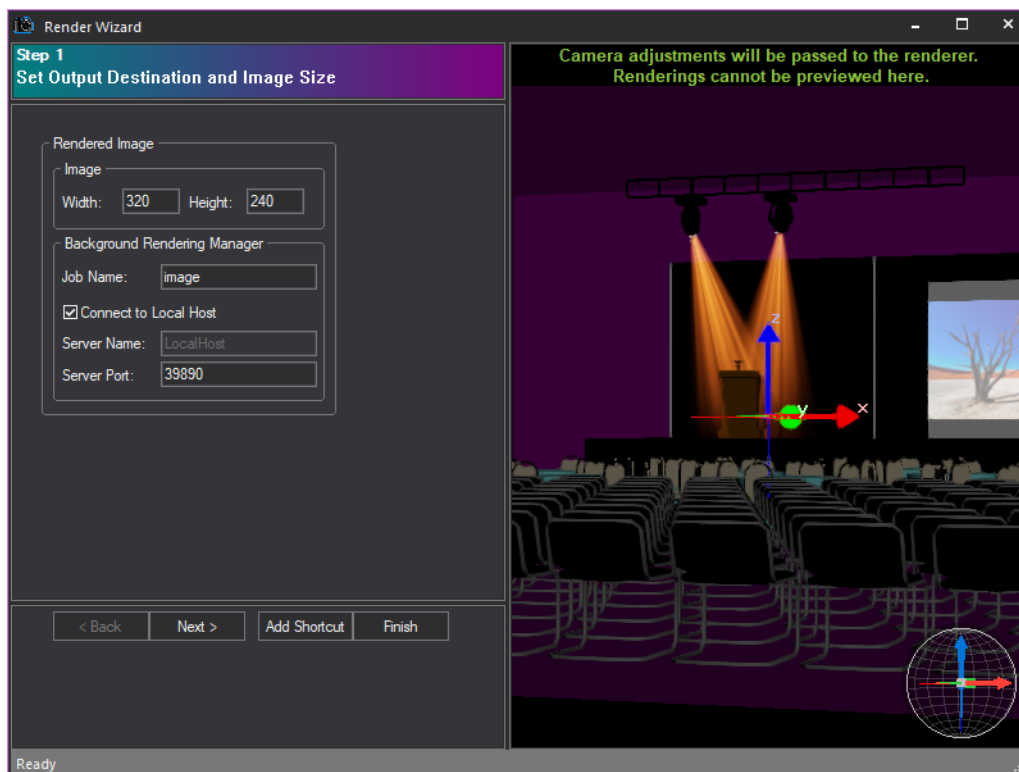 Render Wizard
Step 1
Set Output Destination and Image Size
Rendered Image
Image
Width: 320 Height: 240
Background Rendering Manager
Job Name: image
Connect to Local Host
Server Name: LocalHost
Server Port: 39890
< Back Next > Add Shortcut Finish
Ready
Camera adjustments will be passed to the renderer.
Renderings cannot be previewed here.
z
y x